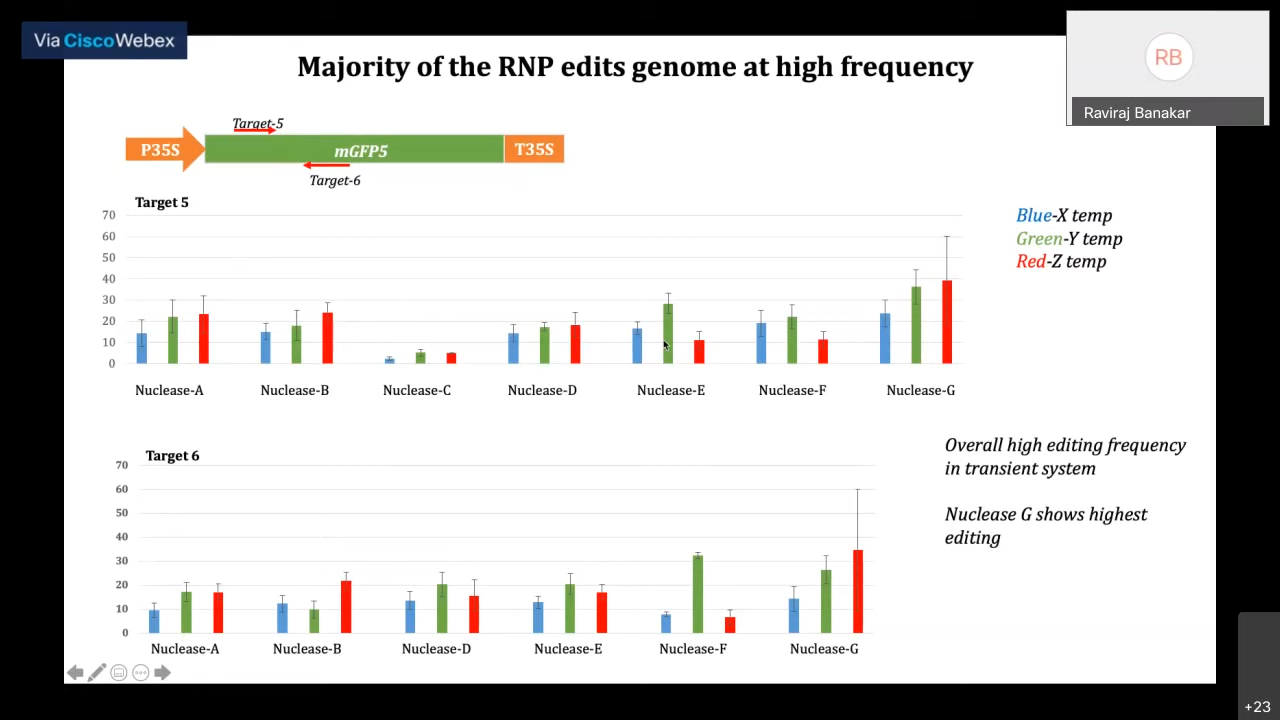 Via Cisco Webex
Majority of the RNP edits genome at high frequency
RB
Raviraj Banakar
Target-5
P35S
mGFP5
T35S
Target-6
Target 5
70
60
50
40
30
20
10
0
Nuclease-A Nuclease-B Nuclease-C Nuclease-D Nuclease-E Nuclease-F Nuclease-G
Blue-X temp
Green-Y temp
Red-Z temp
Target 6
70
60
50
40
30
20
10
0
Nuclease-A Nuclease-B Nuclease-D Nuclease-E Nuclease-F Nuclease-G
Overall high editing frequency
in transient system
Nuclease G shows highest
editing
+23